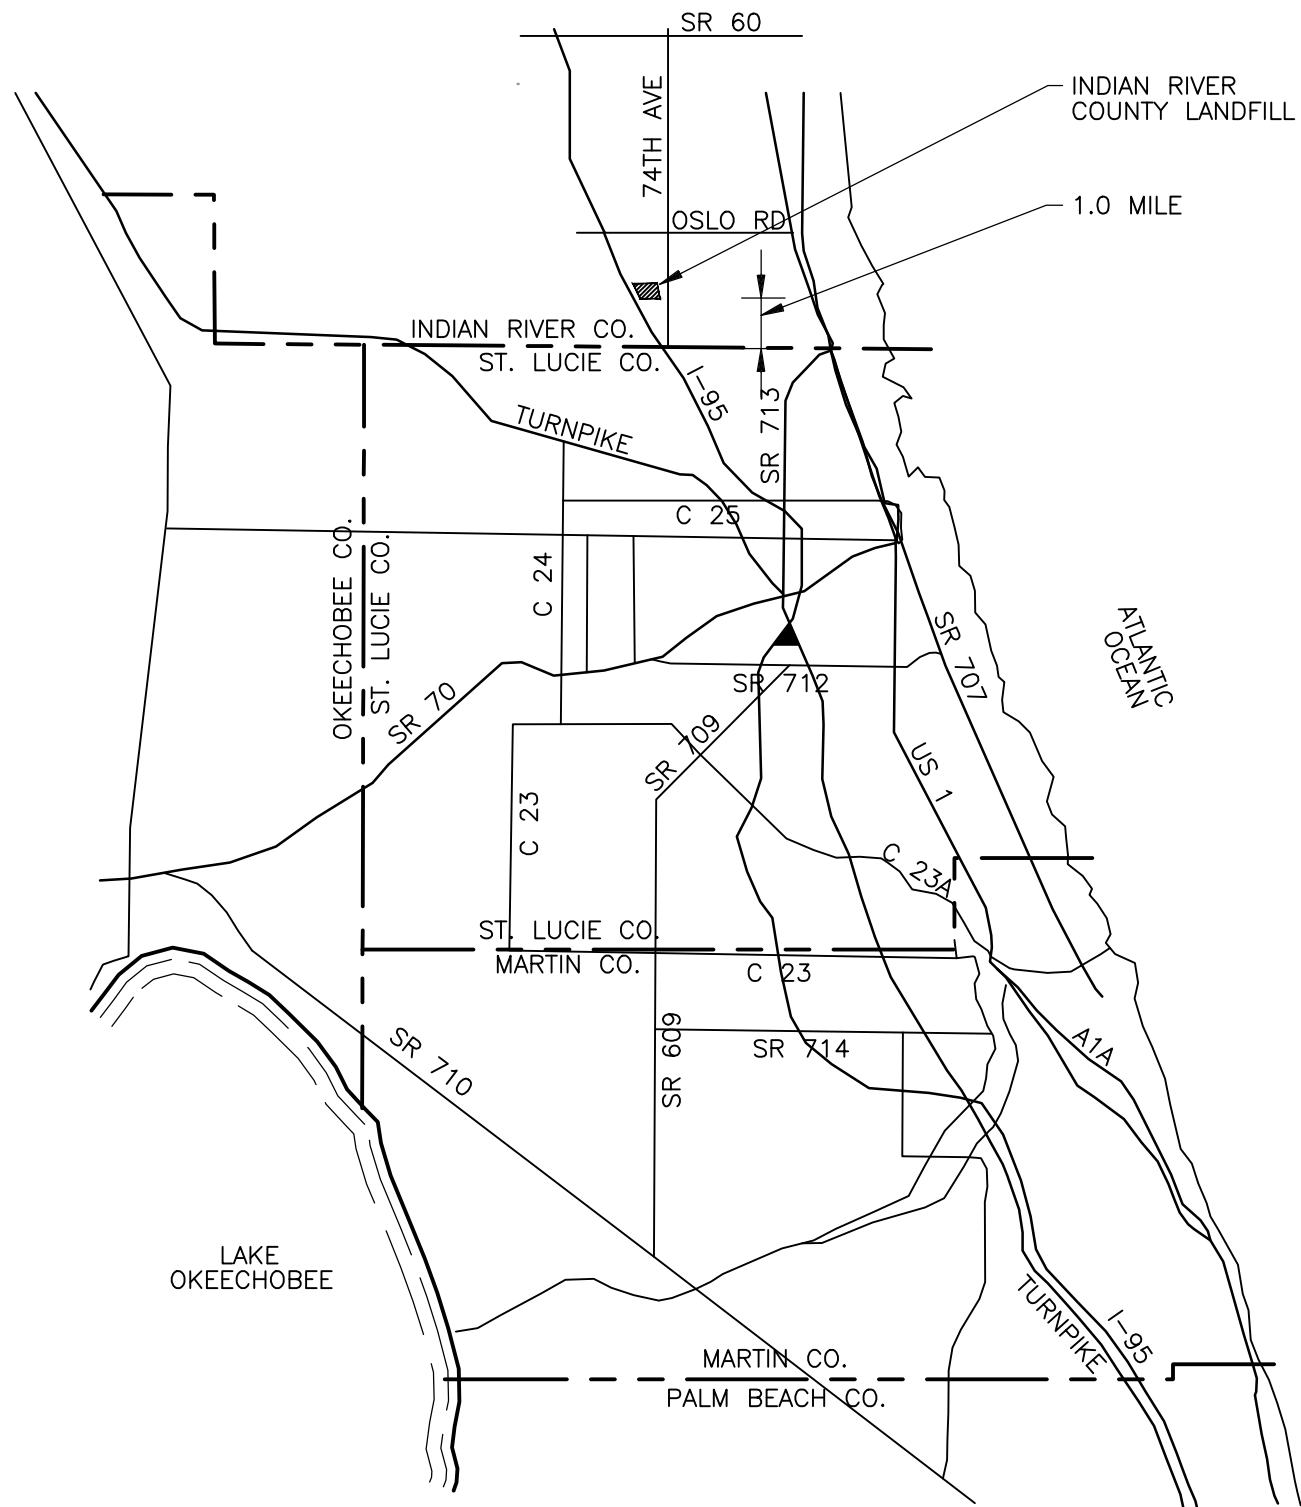 SR 60
INDIAN RIVER
COUNTY LANDFILL
74TH AVE
1.0 MILE
OSLO RD
INDIAN RIVER CO.
ST. LUCIE CO.
I-95
SR 713
TURNPIKE
C 25
OKEECHOBEE CO.
ST. LUCIE CO.
C 24
ATLANTIC
OCEAN
SR 707
SR 712
SR 70
SR 709
US 1
C 23
C 23A
ST. LUCIE CO.
MARTIN CO.
C 23
SR 609
SR 714
SR 710
A1A
LAKE
OKEECHOBEE
TURNPIKE
I-95
MARTIN CO.
PALM BEACH CO.